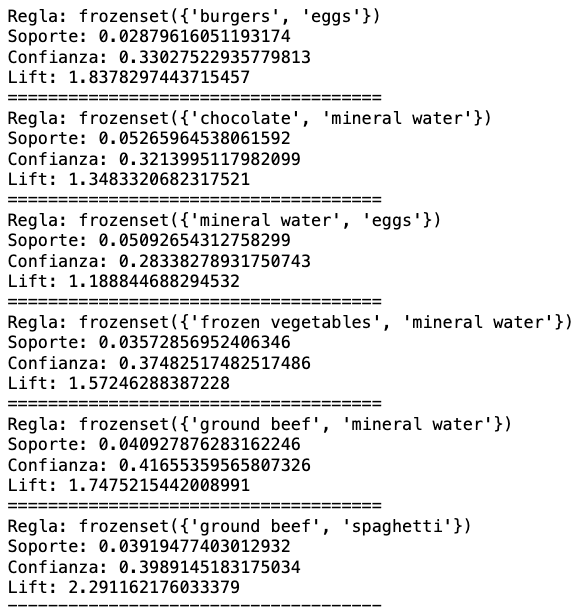 Regla: frozenset({'burgers', 'eggs'})
Soporte: 0.02879616051193174
Confianza: 0.33027522935779813
Lift: 1.8378297443715457
=====================================
Regla: frozenset({'chocolate', 'mineral water'})
Soporte: 0.05265964538061592
Confianza: 0.3213995117982099
Lift: 1.3483320682317521
=====================================
Regla: frozenset({'mineral water', 'eggs'})
Soporte: 0.05092654312758299
Confianza: 0.28338278931750743
Lift: 1.188844688294532
=====================================
Regla: frozenset({'frozen vegetables', 'mineral water'})
Soporte: 0.03572856952406346
Confianza: 0.37482517482517486
Lift: 1.57246288387228
=====================================
Regla: frozenset({'ground beef', 'mineral water'})
Soporte: 0.040927876283162246
Confianza: 0.41655359565807326
Lift: 1.7475215442008991
=====================================
Regla: frozenset({'ground beef', 'spaghetti'})
Soporte: 0.03919477403012932
Confianza: 0.3989145183175034
Lift: 2.291162176033379
=====================================